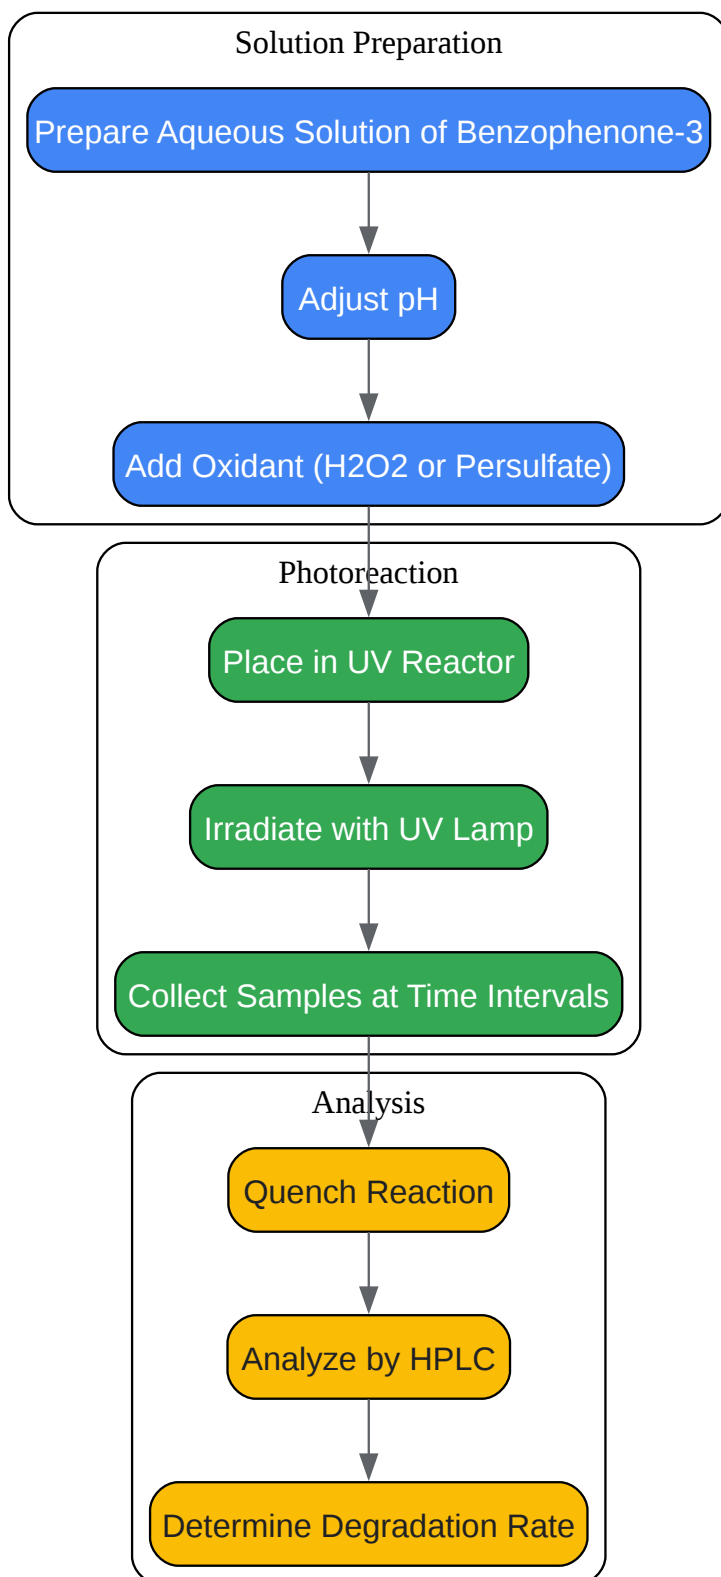 Solution Preparation
Prepare Aqueous Solution of Benzophenone-3
Adjust pH
Add Oxidant (H2O2 or Persulfate)
Photoreaction
Place in UV Reactor
Irradiate with UV Lamp
Collect Samples at Time Intervals
Analysis
Quench Reaction
Analyze by HPLC
Determine Degradation Rate